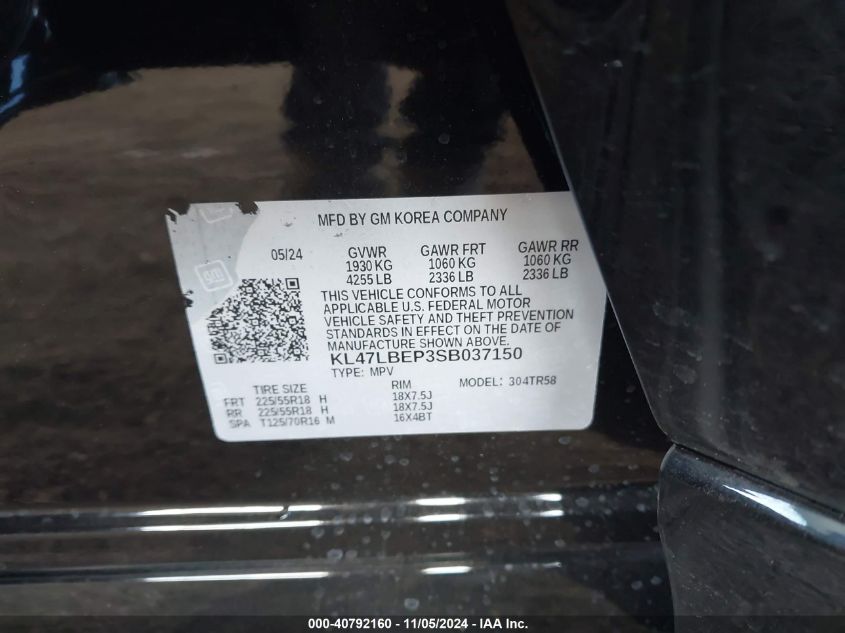 MFD BY GM KOREA COMPANY
05/24 GVWR GAWR FRT GAWR RR
1930 KG 1060 KG 1060 KG
4255 LB 2336 LB 2336 LB
THIS VEHICLE CONFORMS TO ALL
APPLICABLE U.S. FEDERAL MOTOR
VEHICLE SAFETY AND THEFT PREVENTION
STANDARDS IN EFFECT ON THE DATE OF
MANUFACTURE SHOWN ABOVE.
KL47LBEP3SB037150
TYPE: MPV MODEL: 304TR58
TIRE SIZE RIM
FRT 225/55R18 H 18X7.5J
RR 225/55R18 H 18X7.5J
SPA T125/70R16 M 16X4BT
gm
000-40792160 - 11/05/2024 - IAA Inc.